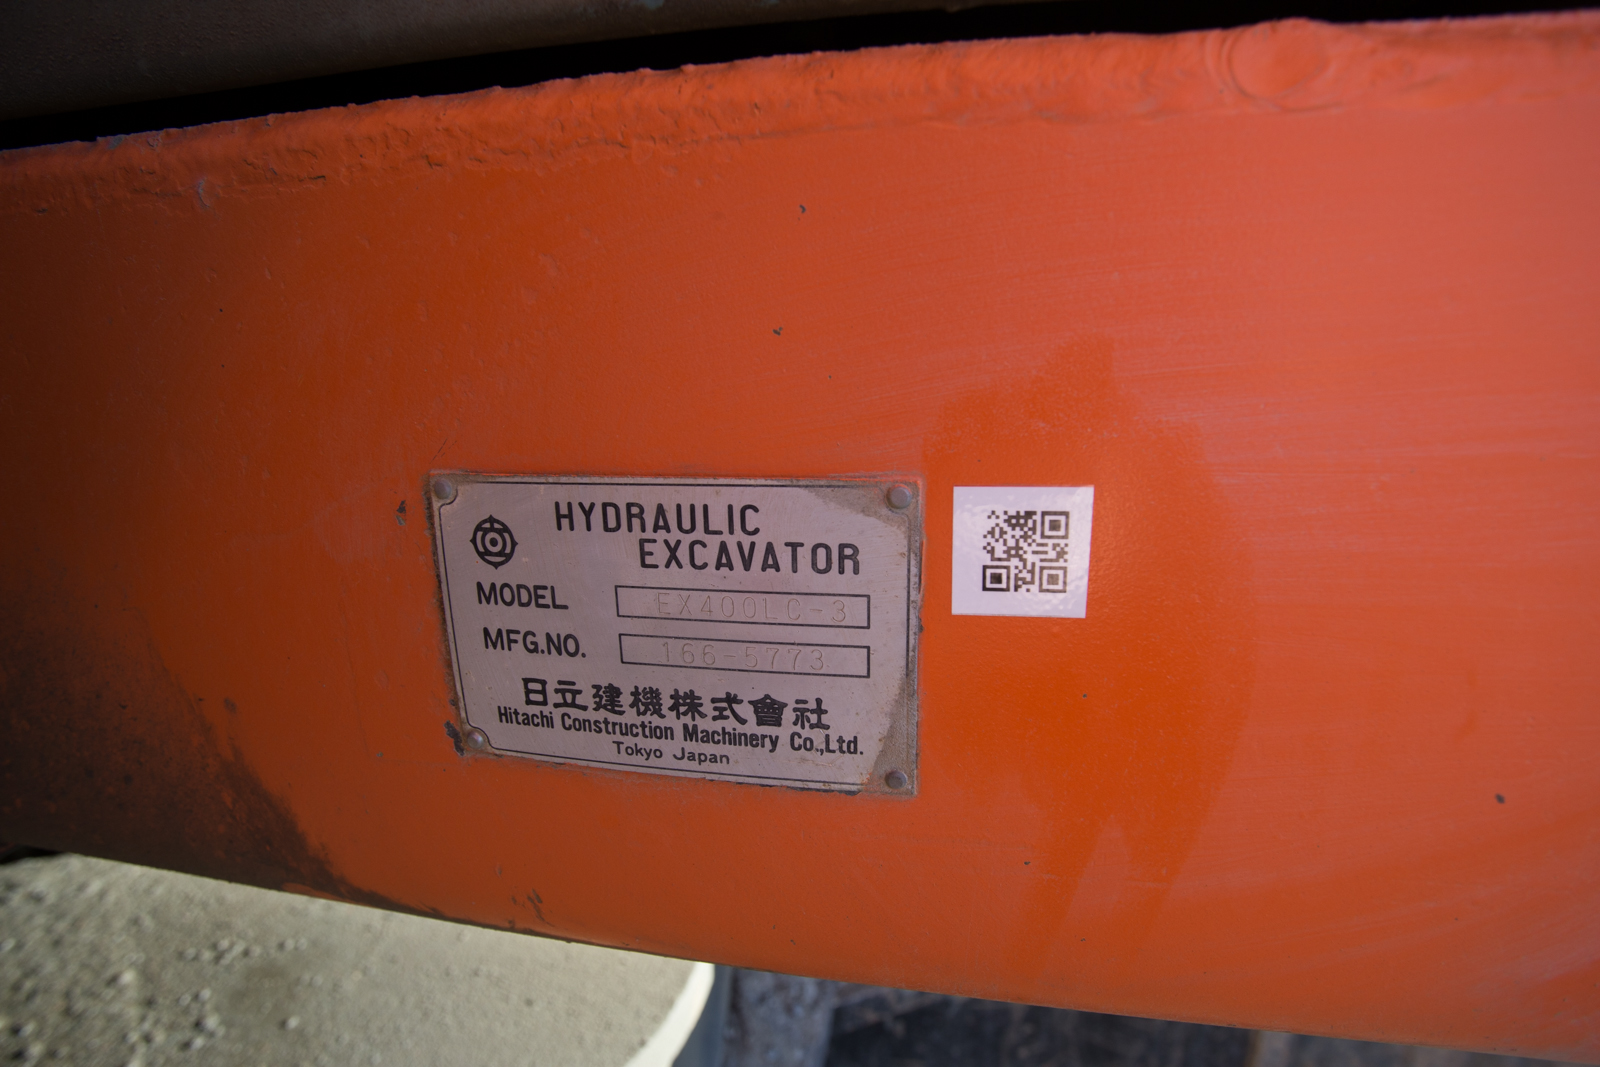 HYDRAULIC
EXCAVATOR
MODEL EX400LC-3
MFG.NO. 166-5773
日立建機株式會社
Hitachi Construction Machinery Co.,Ltd.
Tokyo Japan